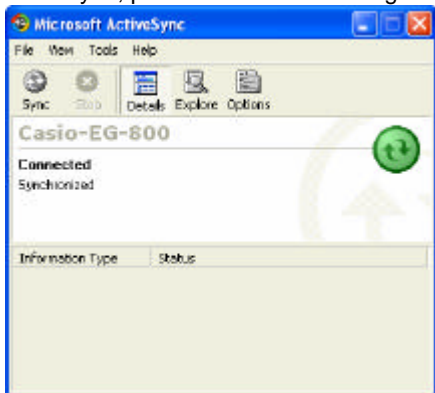 Microsoft ActiveSync
File View Tools Help
Sync Stop Details Explore Options
Casio-EG-800
Connected
Synchronized
Information Type Status